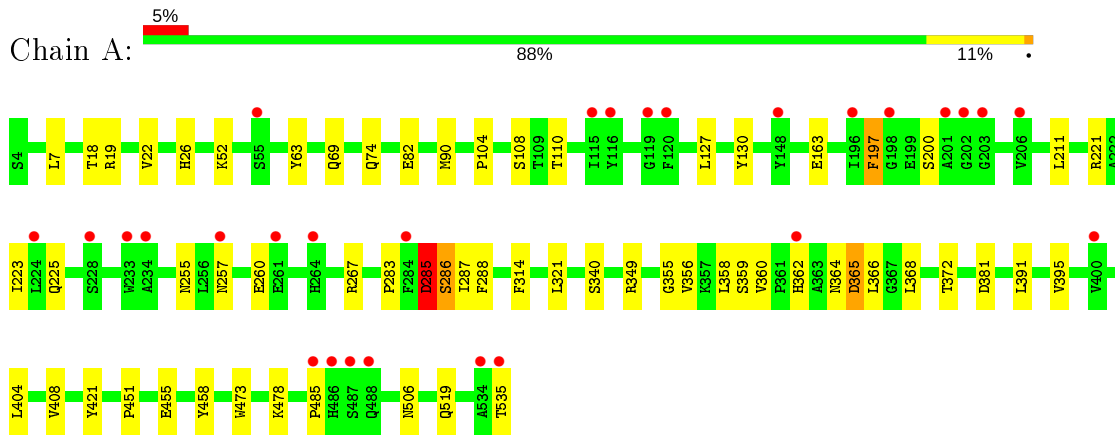 5%
Chain A:
88%
11%
•
S4 L7 T18 R19 V22 H26 K52 S55 Y63 Q69 Q74 E82 M90 P104 S108 T109 T110 I115 Y116 G119 F120 L127 Y130 Y148 E163 I196 F197 G198 E199 S200 A201 G202 G203 V206 L211 R221 A222
I223 L224 Q225 S228 W233 A234 N255 L256 N257 E260 E261 H264 R267 P283 F284 D285 S286 I287 F288 F314 L321 S340 R349 G355 V356 K357 L358 S359 V360 P361 H362 A363 N364 D365 L366 G367 L368 T372 D381 L391 V395 V400
L404 V408 Y421 P451 E455 Y458 W473 K478 P485 H486 S487 Q488 N506 Q519 A534 T535